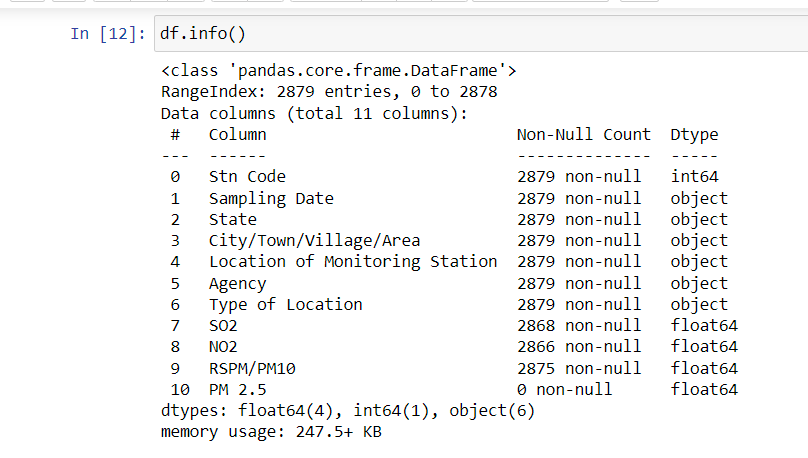 In [12]: df.info()
<class 'pandas.core.frame.DataFrame'>
RangeIndex: 2879 entries, 0 to 2878
Data columns (total 11 columns):
 #   Column                          Non-Null Count  Dtype
---  ------                          --------------  -----
 0   Stn Code                        2879 non-null   int64
 1   Sampling Date                   2879 non-null   object
 2   State                           2879 non-null   object
 3   City/Town/Village/Area          2879 non-null   object
 4   Location of Monitoring Station  2879 non-null   object
 5   Agency                          2879 non-null   object
 6   Type of Location                2879 non-null   object
 7   SO2                             2868 non-null   float64
 8   NO2                             2866 non-null   float64
 9   RSPM/PM10                       2875 non-null   float64
 10  PM 2.5                          0 non-null      float64
dtypes: float64(4), int64(1), object(6)
memory usage: 247.5+ KB